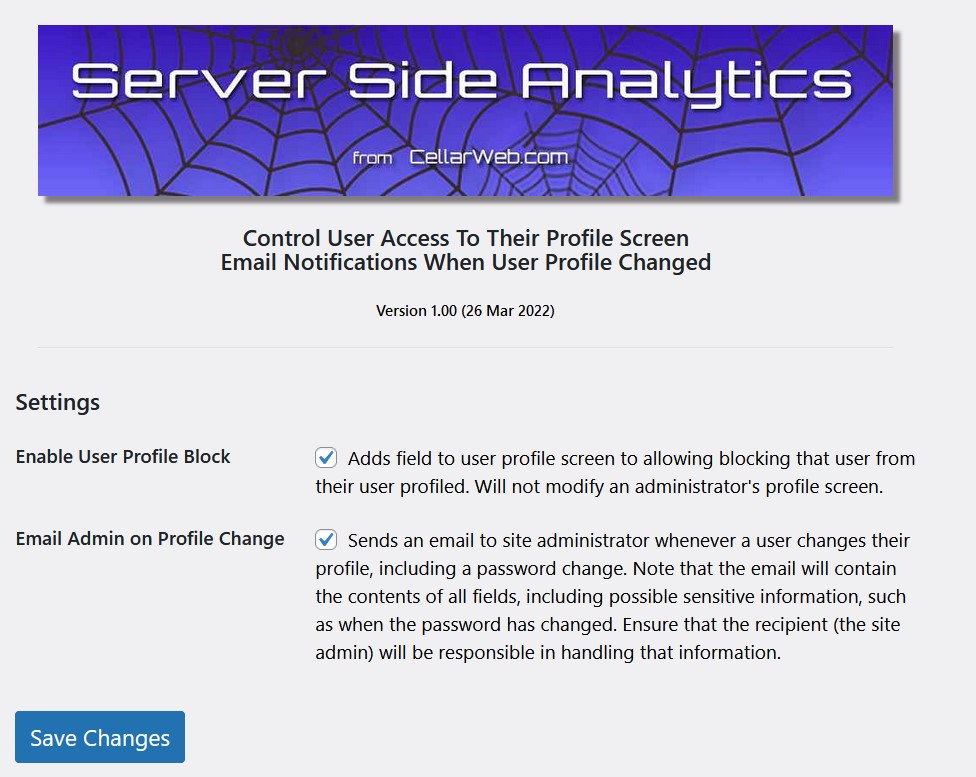 Server Side Analytics
from CellarWeb.com
Control User Access To Their Profile Screen
Email Notifications When User Profile Changed
Version 1.00 (26 Mar 2022)
Settings
Enable User Profile Block
Adds field to user profile screen to allowing blocking that user from
their user profiled. Will not modify an administrator's profile screen.
Email Admin on Profile Change
Sends an email to site administrator whenever a user changes their
profile, including a password change. Note that the email will contain
the contents of all fields, including possible sensitive information, such
as when the password has changed. Ensure that the recipient (the site
admin) will be responsible in handling that information.
Save Changes